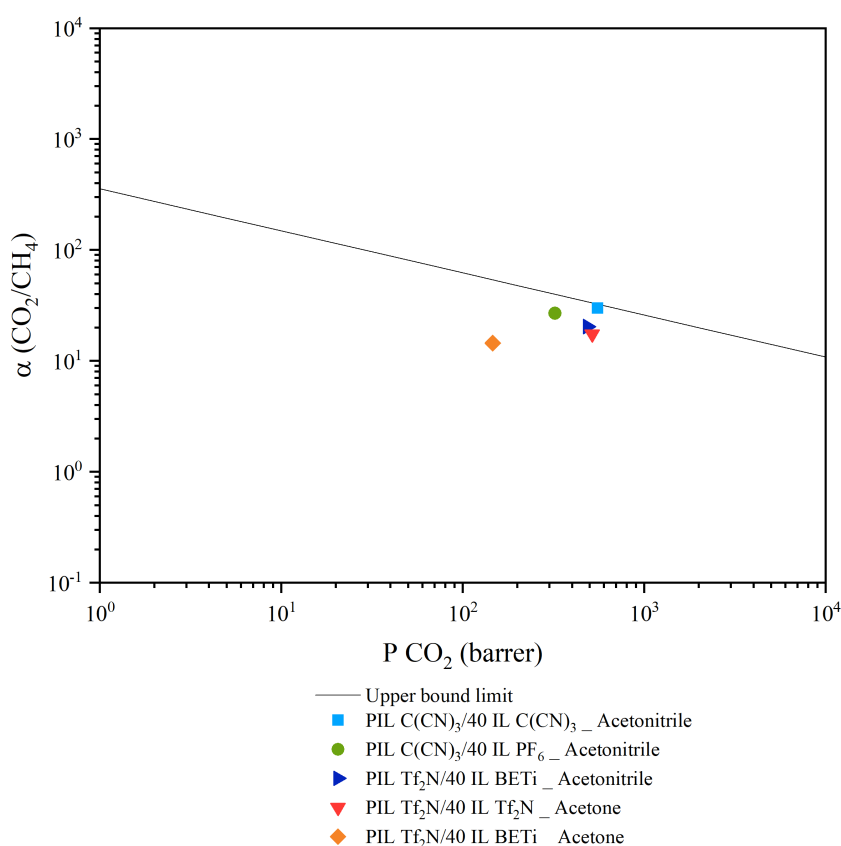 10⁴
10³
10²
10¹
10⁰
10⁻¹
α (CO₂/CH₄)
10⁰ 10¹ 10² 10³ 10⁴
P CO₂ (barrer)
Upper bound limit
PIL C(CN)₃/40 IL C(CN)₃ _ Acetonitrile
PIL C(CN)₃/40 IL PF₆ _ Acetonitrile
PIL Tf₂N/40 IL BETi _ Acetonitrile
PIL Tf₂N/40 IL Tf₂N _ Acetone
PIL Tf₂N/40 IL BETi _ Acetone